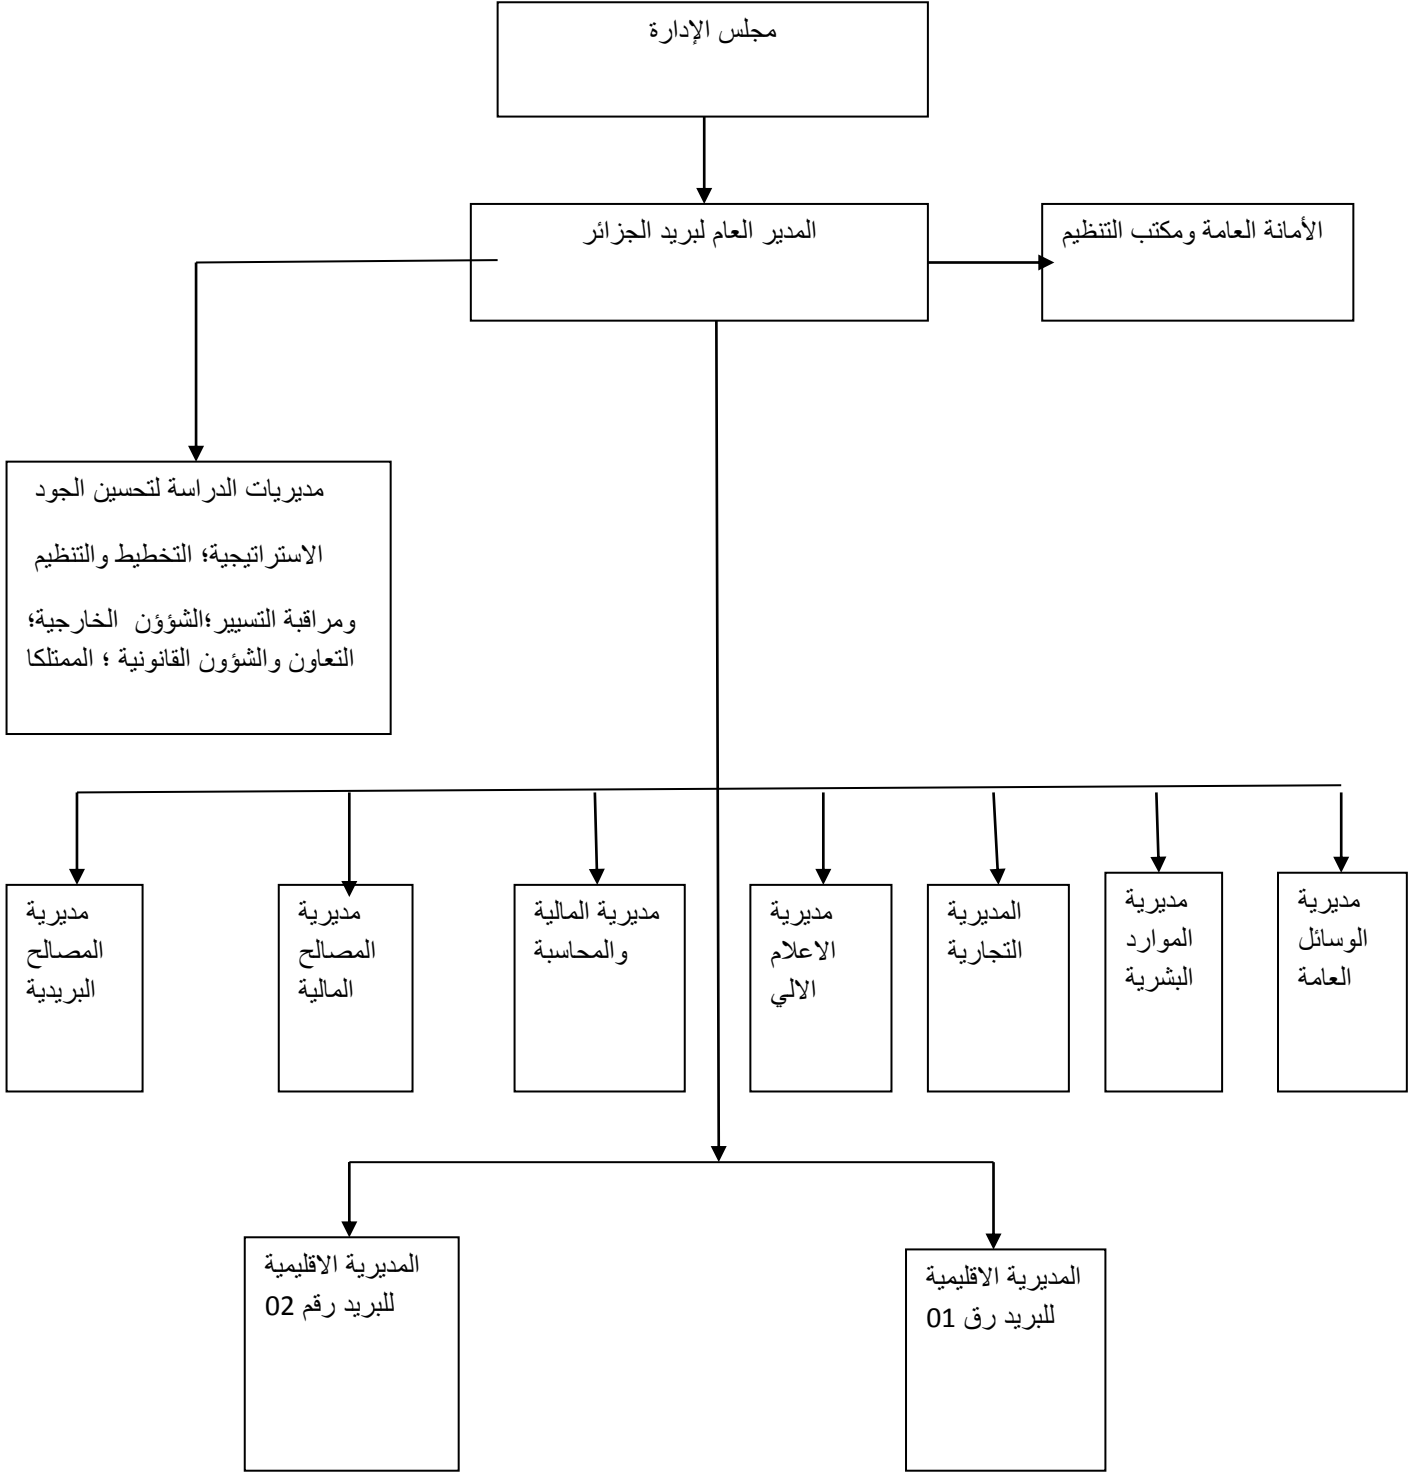 مجلس الإدارة
المدير العام لبريد الجزائر
الأمانة العامة ومكتب التنظيم
مديريات الدراسة لتحسين الجود
الاستراتيجية؛ التخطيط والتنظيم
ومراقبة التسيير؛الشؤؤن الخارجية؛
التعاون والشؤون القانونية ؛ الممتلكا
مديرية
الوسائل
العامة
مديرية
الموارد
البشرية
المديرية
التجارية
مديرية
الاعلام
الالي
مديرية المالية
والمحاسبة
مديرية
المصالح
المالية
مديرية
المصالح
البريدية
المديرية الاقليمية
للبريد رق 01
المديرية الاقليمية
للبريد رقم 02